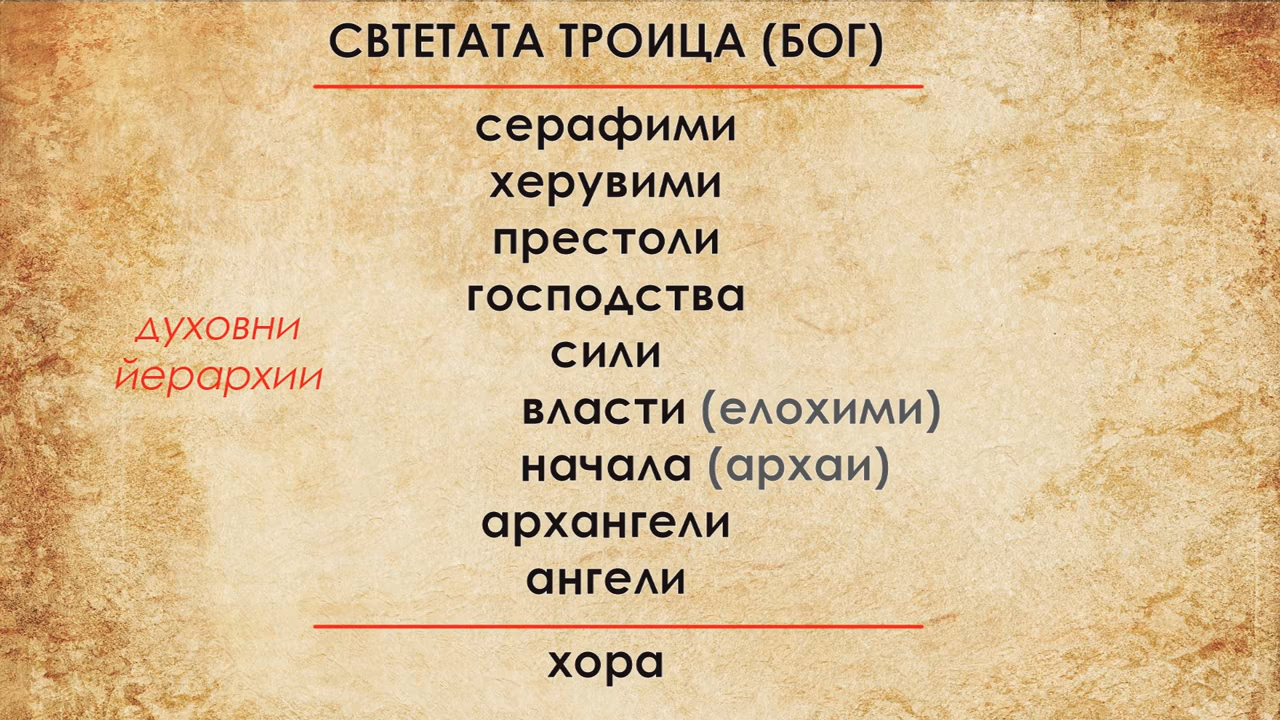 СВТЕТАТА ТРОИЦА (БОГ)
серафими
херувими
престоли
господства
духовни
йерархии
сили
власти (елохими)
начала (архаи)
архангели
ангели
хора